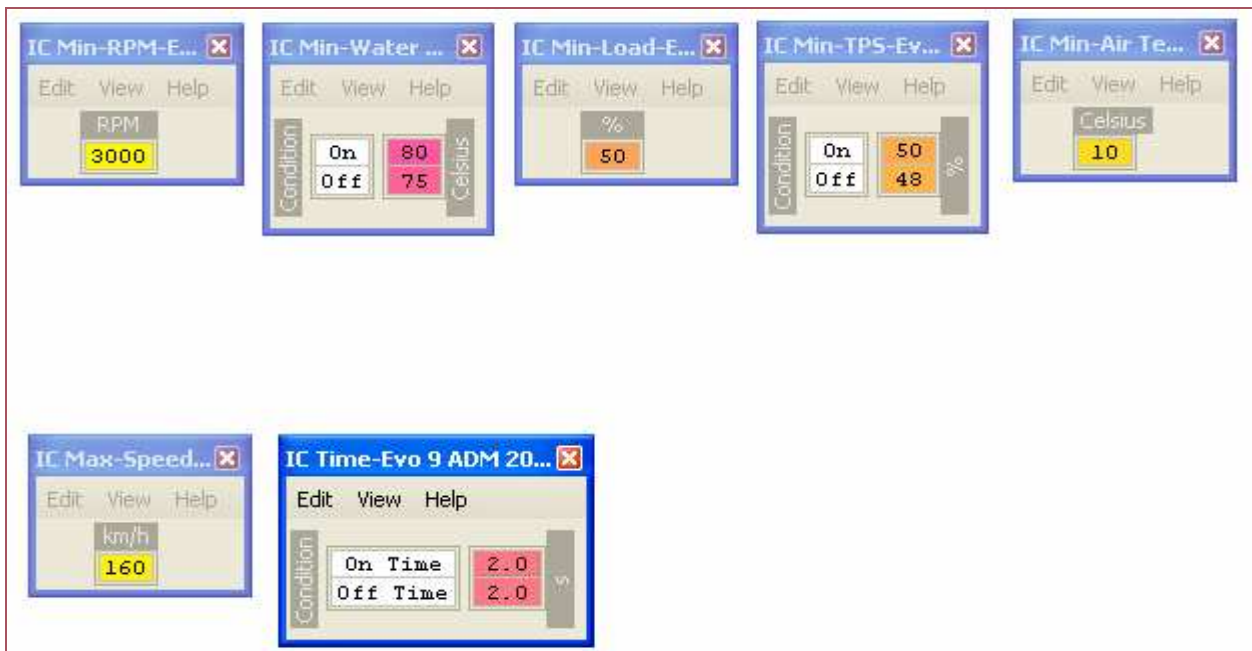 IC Min-RPM-E...
Edit View Help
RPM
3000
IC Min-Water ...
Edit View Help
Condition
On 80
Off 75
Celsius
IC Min-Load-E...
Edit View Help
%
50
IC Min-TPS-Ev...
Edit View Help
Condition
On 50
Off 48
%
IC Min-Air Te...
Edit View Help
Celsius
10
IC Max-Speed...
Edit View Help
km/h
160
IC Time-Evo 9 ADM 20...
Edit View Help
Condition
On Time 2.0
Off Time 2.0
s